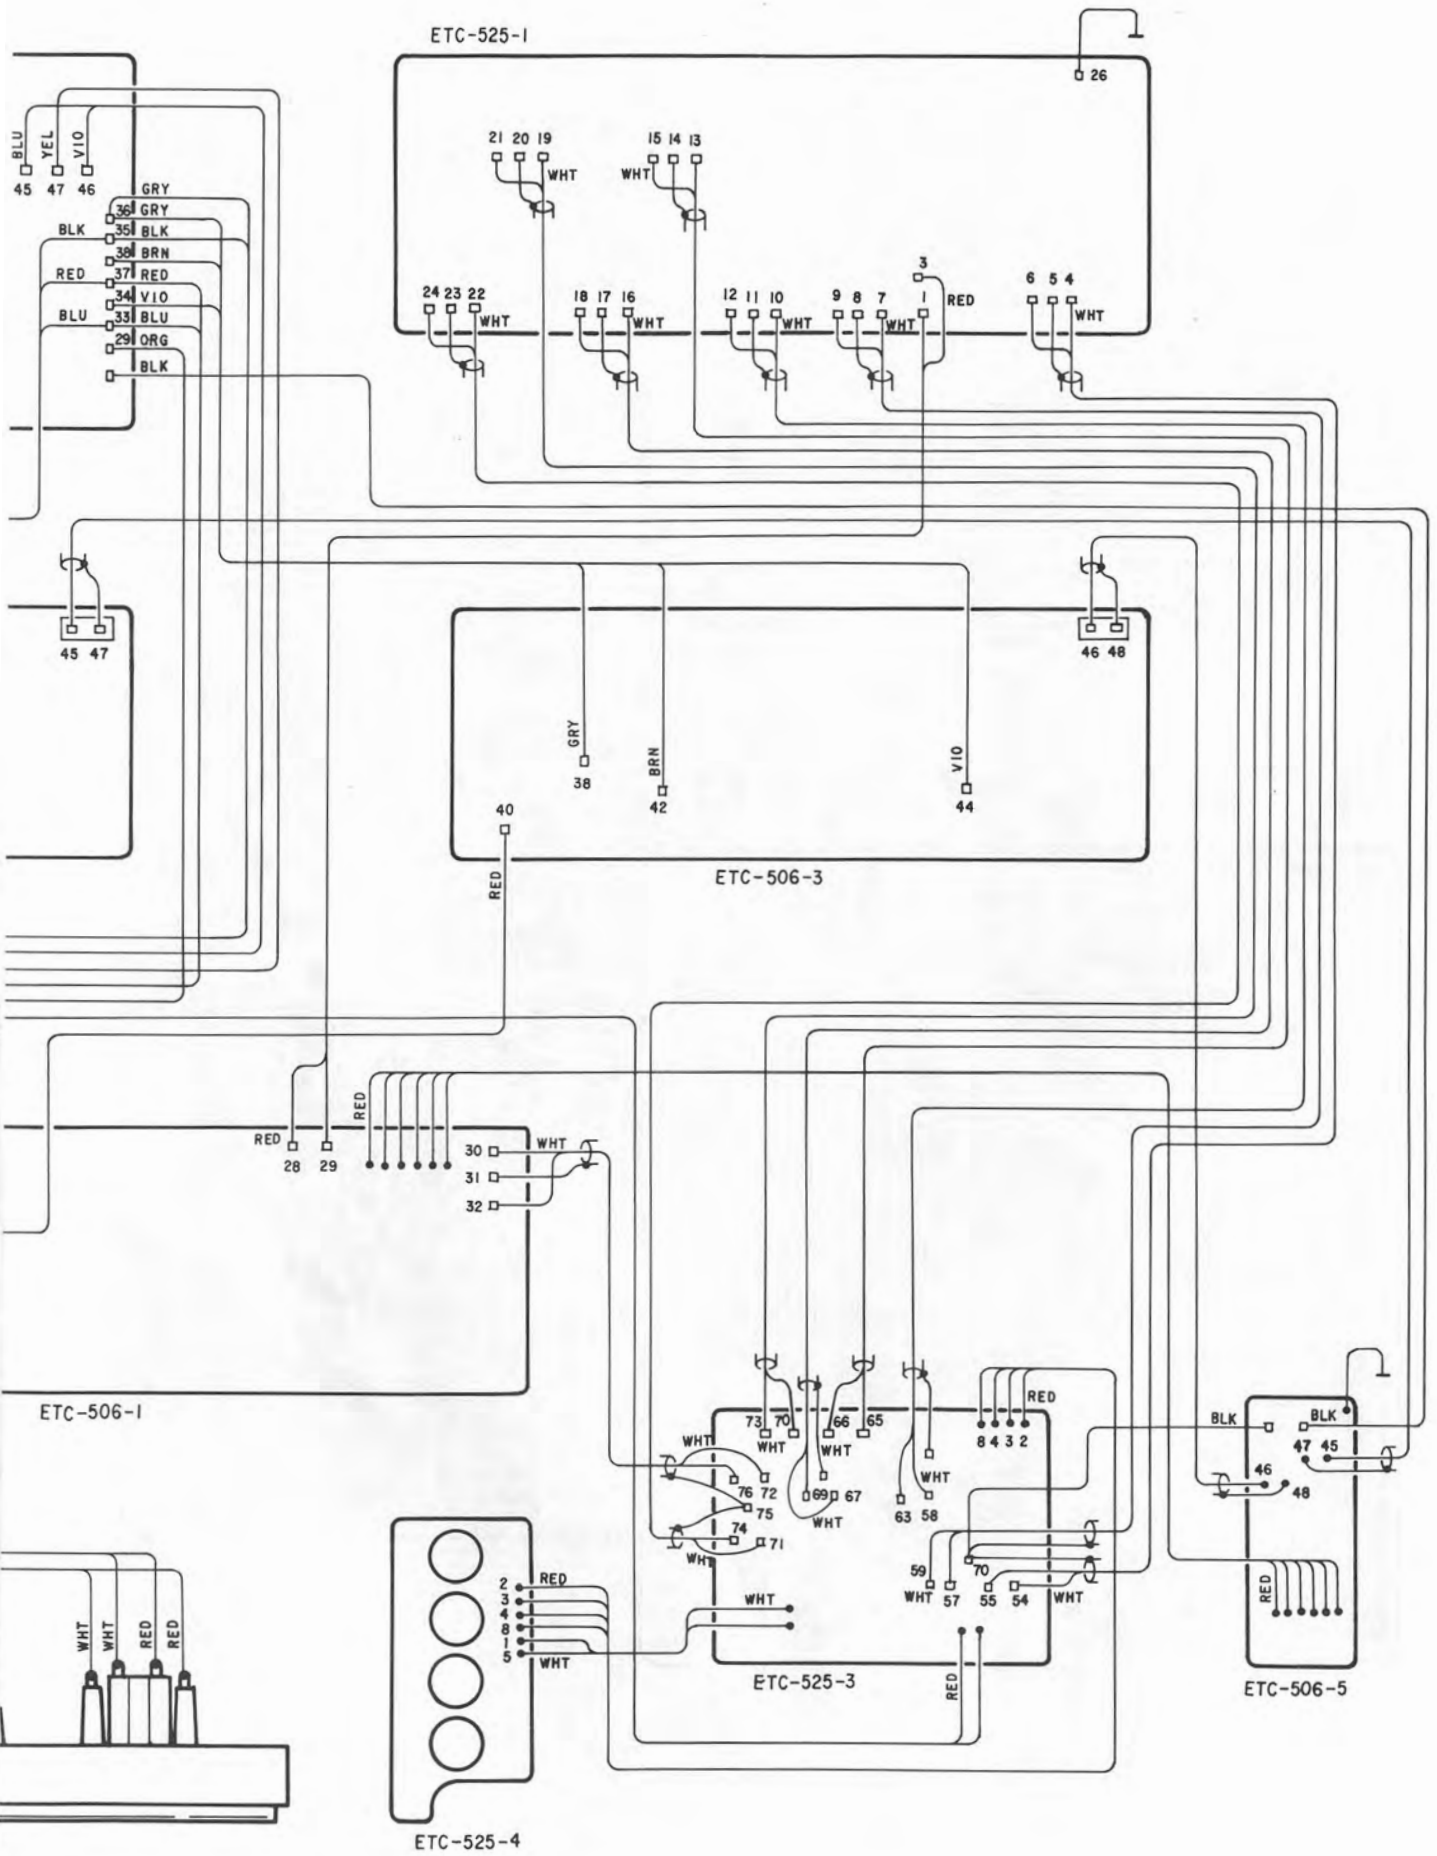 ETC-525-1
26
BLU YEL VIO
45 47 46
21 20 19
WHT
15 14 13
WHT
GRY
36 GRY
BLK 35 BLK
38 BRN
RED 37 RED
34 VIO
BLU 33 BLU
29 ORG
BLK
24 23 22
WHT
18 17 16
WHT
12 11 10
WHT
9 8 7
WHT
3
1
RED
6 5 4
WHT
45 47
46 48
GRY
38
BRN
42
VIO
44
40
RED
ETC-506-3
RED
28 29
RED
30
WHT
31
32
ETC-506-1
73 70 66 65
WHT WHT
8 4 3 2
RED
WHT
76 72
75
74
71
WHT
69 67
WHT
WHT
63 58
59
WHT
57
70
55 54
WHT
WHT
RED
ETC-525-3
BLK
BLK
47 45
46
48
RED
ETC-506-5
2 RED
3
4
8
1
5 WHT
ETC-525-4
WHT WHT RED RED